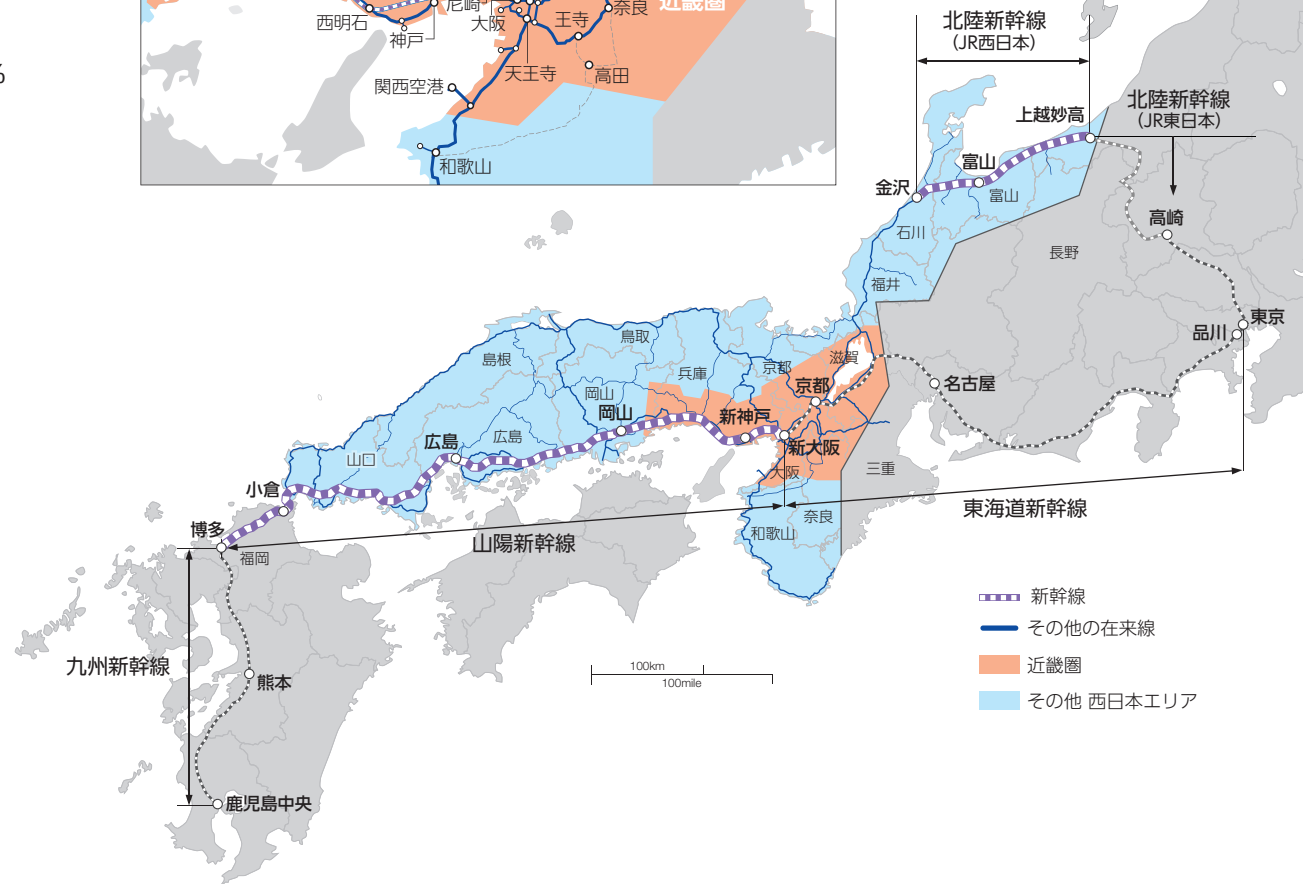 %
尼崎
近畿圏
西明石
大阪
王寺
奈良
神戸
天王寺
高田
関西空港
和歌山
北陸新幹線
(JR西日本)
上越妙高
北陸新幹線
(JR東日本)
富山
金沢
富山
高崎
石川
長野
福井
東京
品川
鳥取
島根
兵庫
京都
滋賀
岡山
京都
名古屋
岡山
新神戸
広島
広島
新大阪
山口
大阪
三重
小倉
東海道新幹線
奈良
博多
和歌山
山陽新幹線
福岡
新幹線
その他の在来線
九州新幹線
100km
近畿圏
熊本
100mile
その他 西日本エリア
鹿児島中央